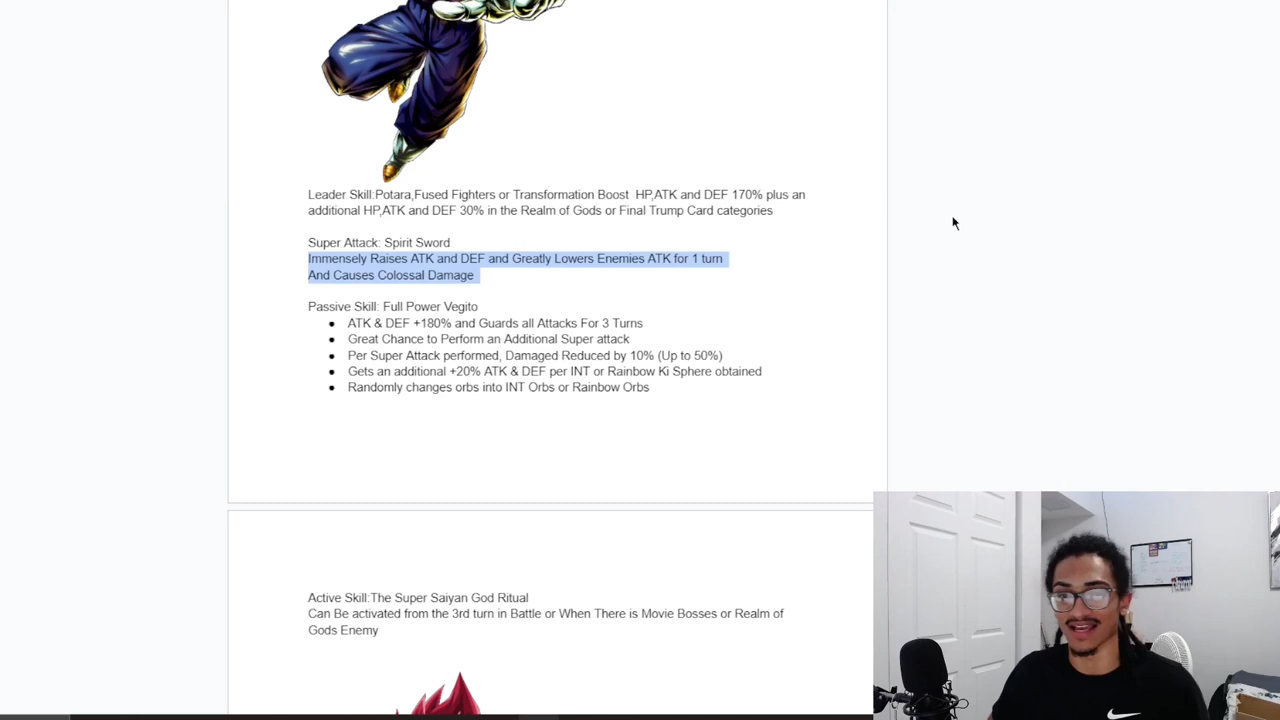 Leader Skill:Potara,Fused Fighters or Transformation Boost  HP,ATK and DEF 170% plus an
additional HP,ATK and DEF 30% in the Realm of Gods or Final Trump Card categories
Super Attack: Spirit Sword
Immensely Raises ATK and DEF and Greatly Lowers Enemies ATK for 1 turn
And Causes Colossal Damage
Passive Skill: Full Power Vegito
● ATK & DEF +180% and Guards all Attacks For 3 Turns
● Great Chance to Perform an Additional Super attack
● Per Super Attack performed, Damaged Reduced by 10% (Up to 50%)
● Gets an additional +20% ATK & DEF per INT or Rainbow Ki Sphere obtained
● Randomly changes orbs into INT Orbs or Rainbow Orbs
Active Skill:The Super Saiyan God Ritual
Can Be activated from the 3rd turn in Battle or When There is Movie Bosses or Realm of
Gods Enemy